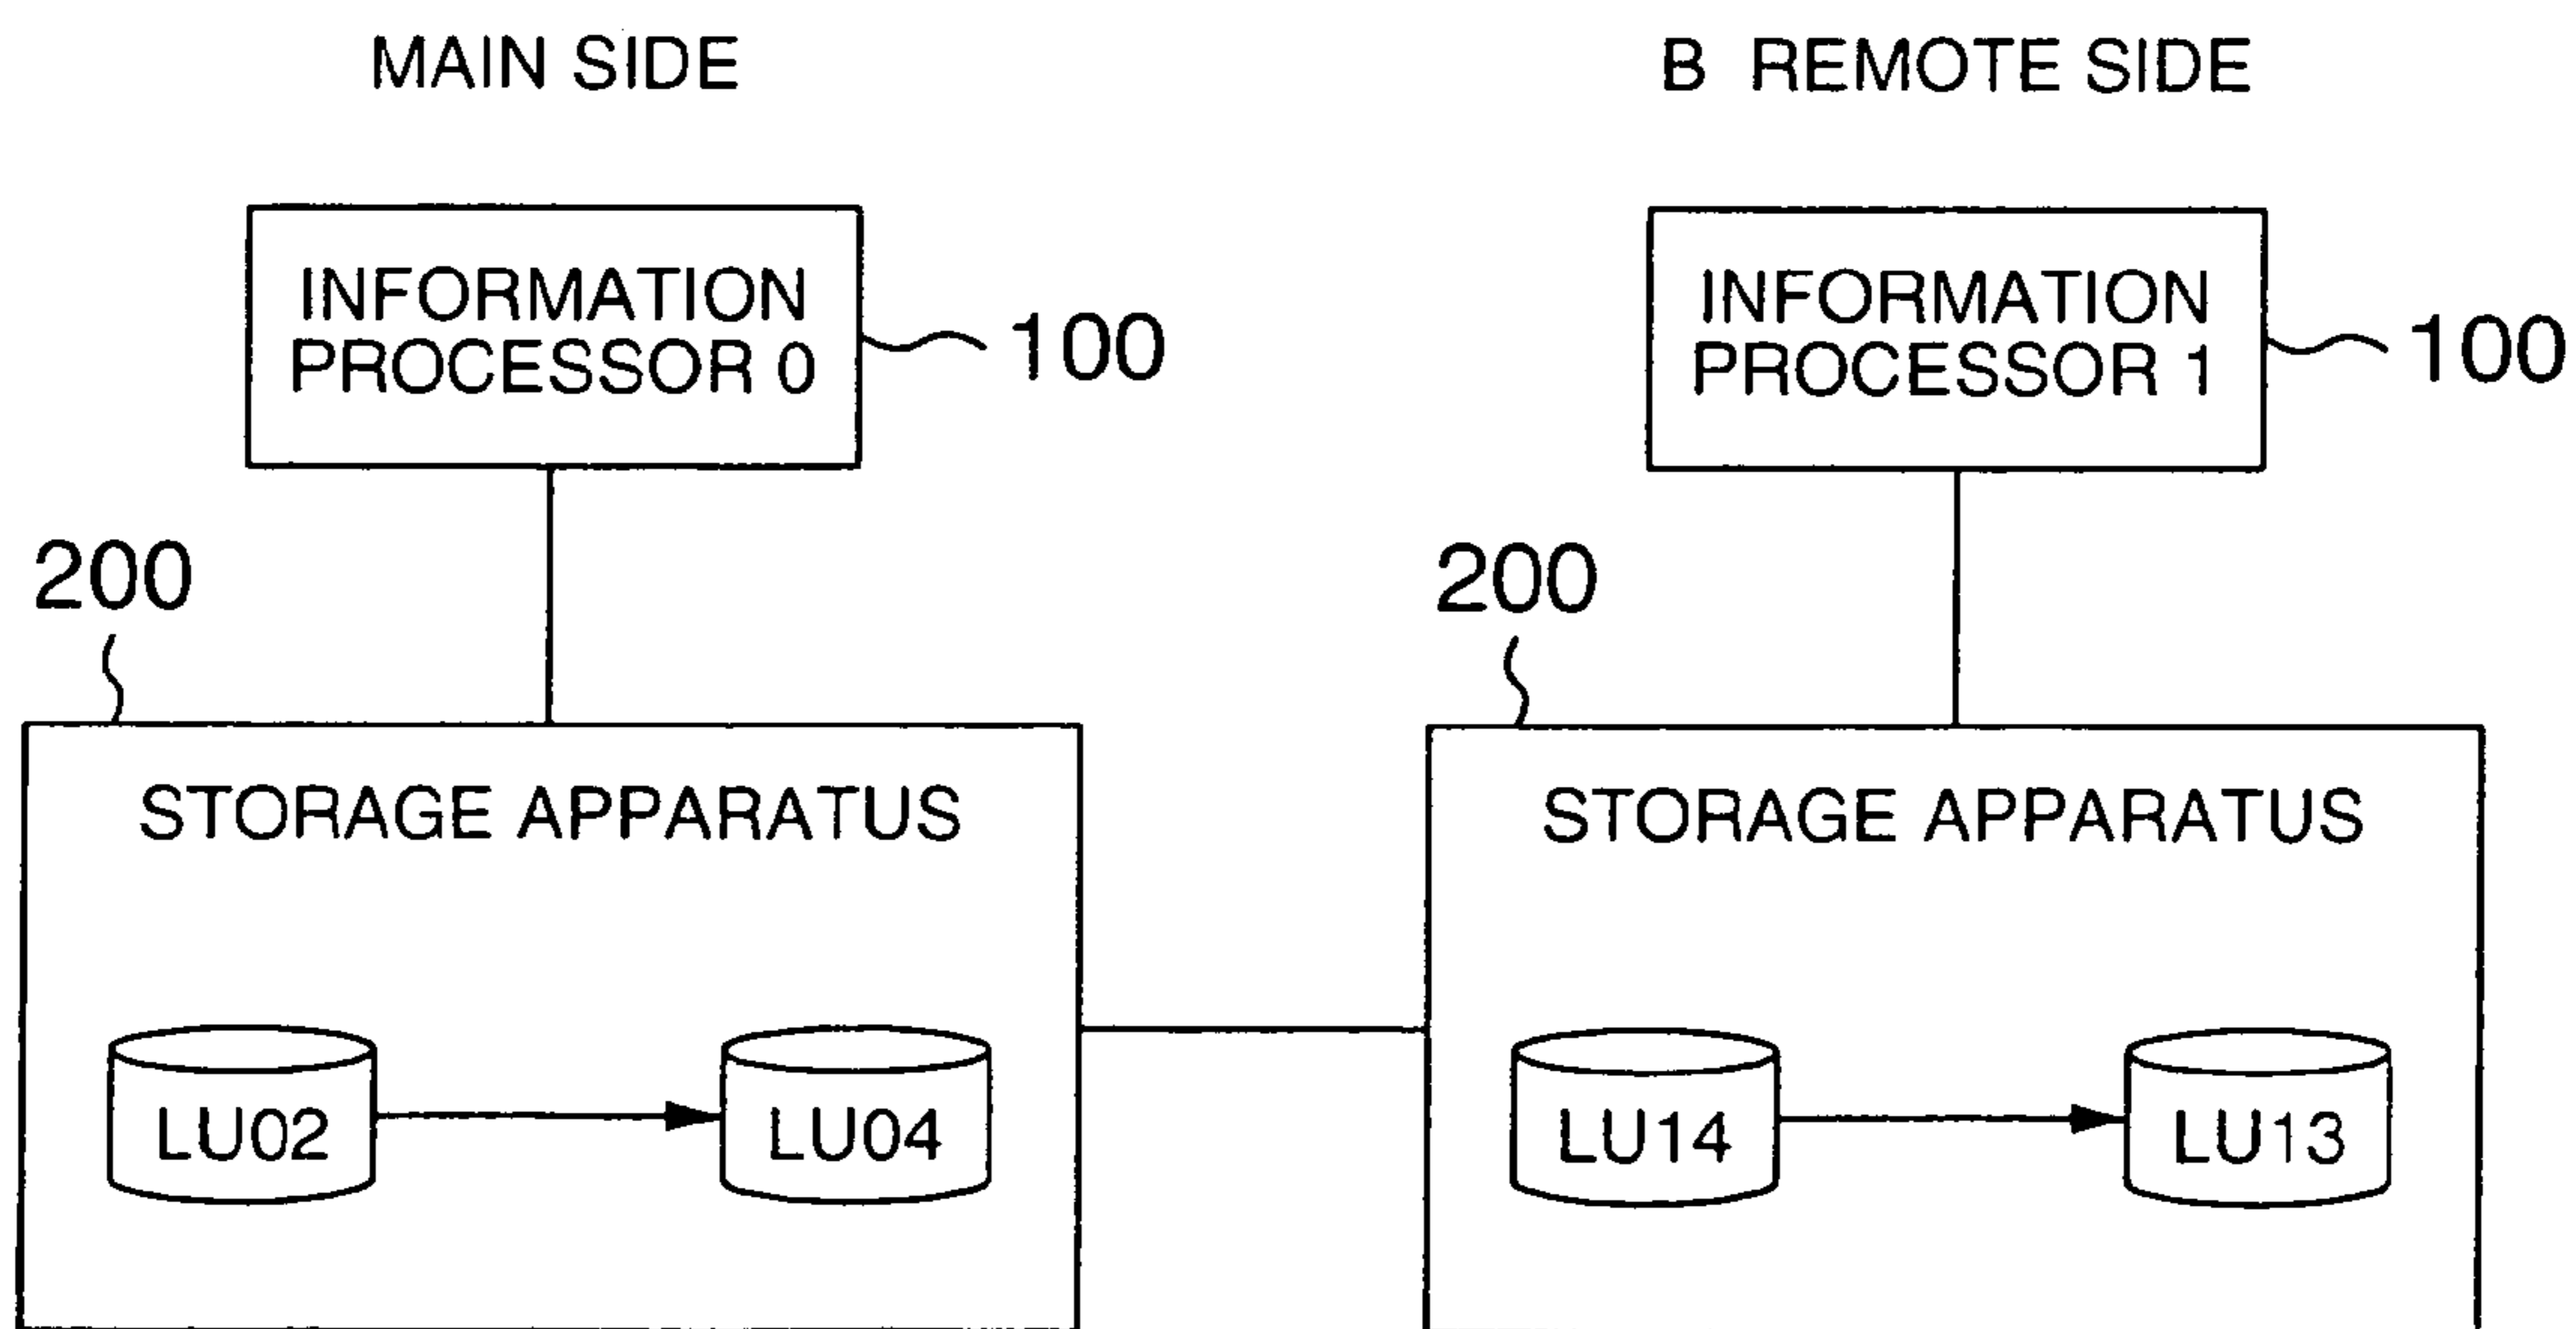 MAIN SIDE
B REMOTE SIDE
INFORMATION
PROCESSOR 0
100
INFORMATION
PROCESSOR 1
100
200
200
STORAGE APPARATUS
STORAGE APPARATUS
LU02
LU04
LU14
LU13